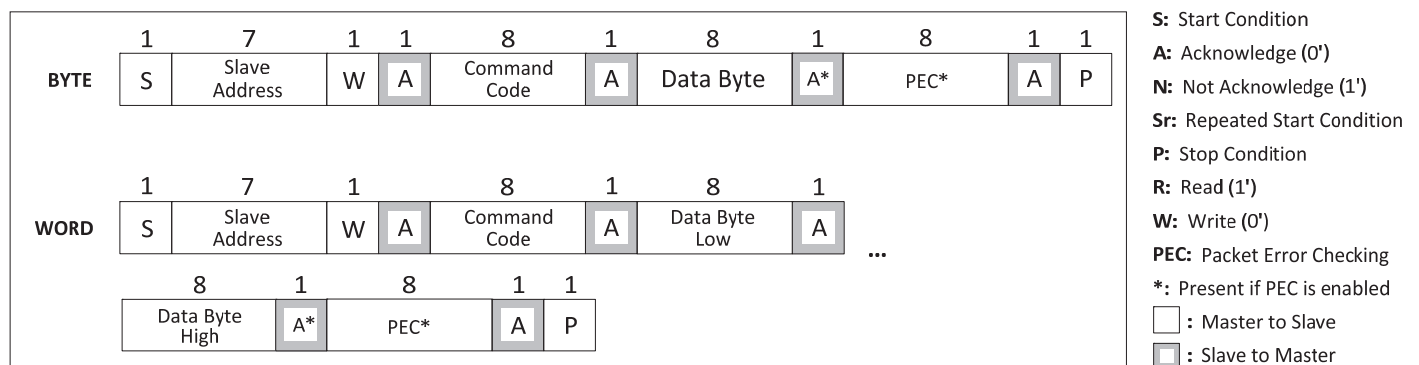 1 7 1 1 8 1 8 1 8 1 1
BYTE S Slave Address W A Command Code A Data Byte A* PEC* A P
1 7 1 8 1 8 1
WORD S Slave Address W A Command Code A Data Byte Low A ...
8 1 8 1 1
Data Byte High A* PEC* A P
S: Start Condition
A: Acknowledge (0')
N: Not Acknowledge (1')
Sr: Repeated Start Condition
P: Stop Condition
R: Read (1')
W: Write (0')
PEC: Packet Error Checking
*: Present if PEC is enabled
: Master to Slave
: Slave to Master